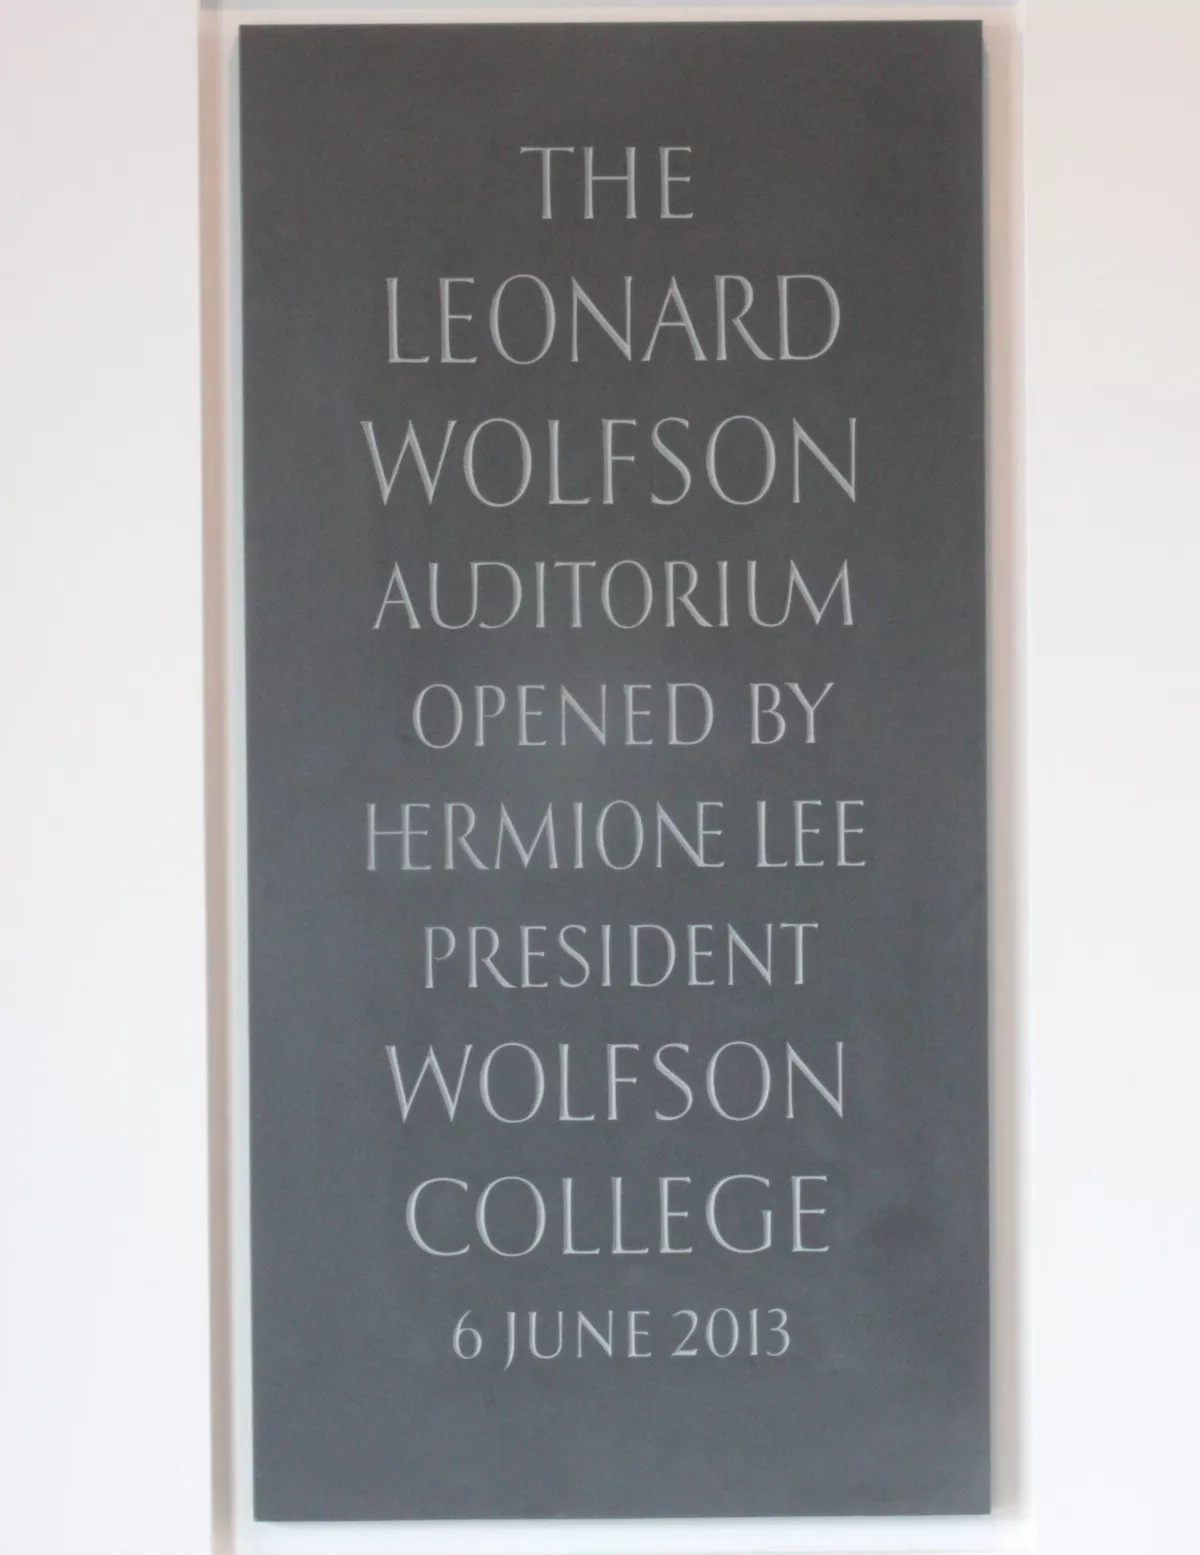 THE
LEONARD
WOLFSON
AUDITORIUM
OPENED BY
HERMIONE LEE
PRESIDENT
WOLFSON
COLLEGE
6 JUNE 2013